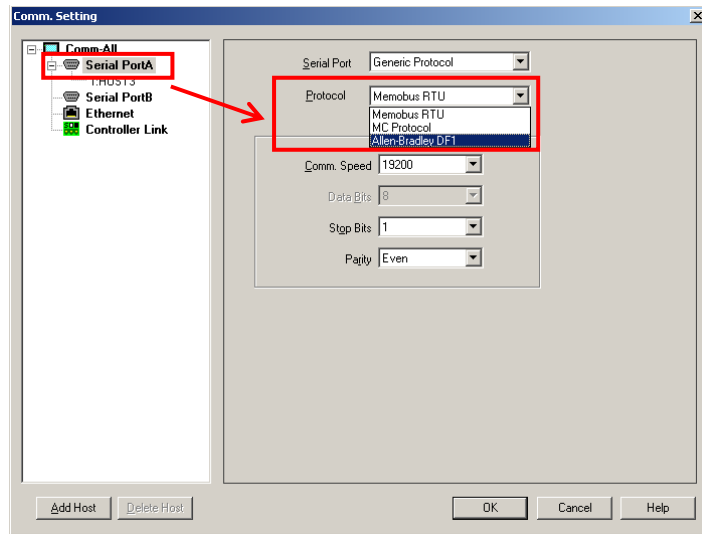 Comm. Setting
Comm-All
Serial PortA
1:HOST3
Serial PortB
Ethernet
Controller Link
Serial Port Generic Protocol
Protocol Memobus RTU
Memobus RTU
MC Protocol
Allen-Bradley DF1
Comm. Speed 19200
Data Bits 8
Stop Bits 1
Parity Even
Add Host Delete Host OK Cancel Help